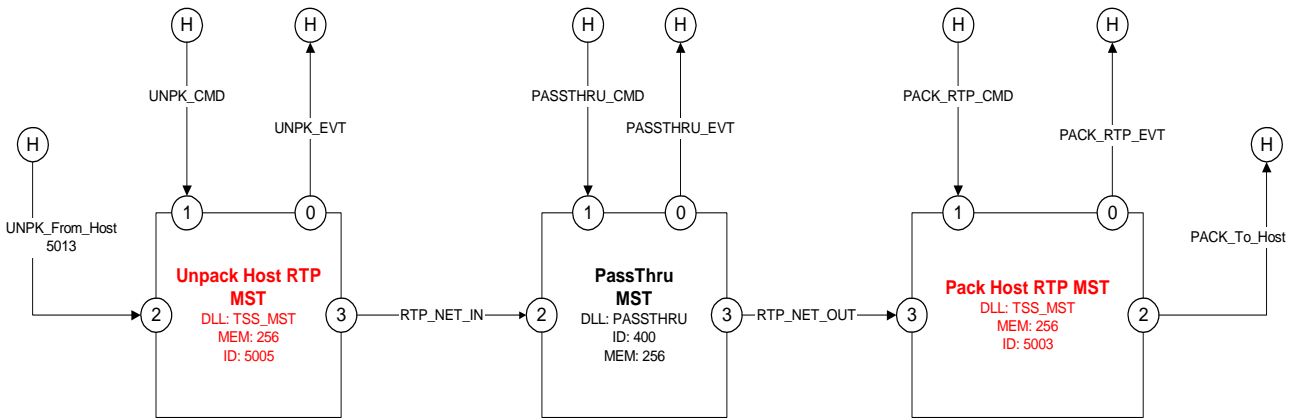 H
H
H
H
H
H
UNPK_CMD
PASSTHRU_CMD
PACK_RTP_CMD
UNPK_EVT
PASSTHRU_EVT
PACK_RTP_EVT
H
H
1
0
1
0
1
0
UNPK_From_Host
5013
PACK_To_Host
Unpack Host RTP
MST
DLL: TSS_MST
MEM: 256
ID: 5005
PassThru
MST
DLL: PASSTHRU
ID: 400
MEM: 256
Pack Host RTP MST
DLL: TSS_MST
MEM: 256
ID: 5003
2
3
RTP_NET_IN
2
3
RTP_NET_OUT
3
2